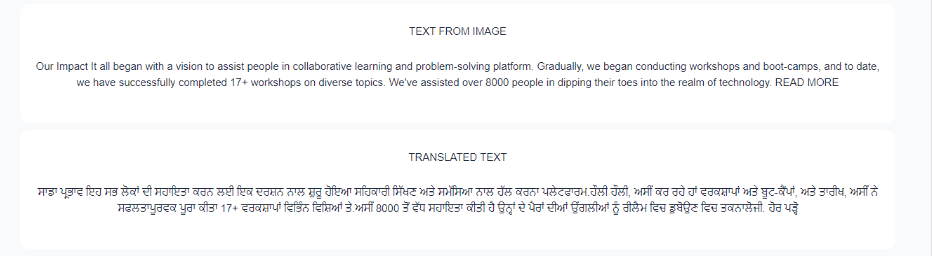 TEXT FROM IMAGE
Our Impact It all began with a vision to assist people in collaborative learning and problem-solving platform. Gradually, we began conducting workshops and boot-camps, and to date,
we have successfully completed 17+ workshops on diverse topics. We've assisted over 8000 people in dipping their toes into the realm of technology. READ MORE
TRANSLATED TEXT
ਸਾਡਾ ਪ੍ਰਭਾਵ ਇਹ ਸਭ ਲੋਕਾਂ ਦੀ ਸਹਾਇਤਾ ਕਰਨ ਲਈ ਇਕ ਦਰਸ਼ਨ ਨਾਲ ਸ਼ੁਰੂ ਹੋਇਆ ਸਹਿਕਾਰੀ ਸਿੱਖਣ ਅਤੇ ਸਮੱਸਿਆ ਨਾਲ ਹੱਲ ਕਰਨਾ ਪਲੇਟਫਾਰਮ.ਹੌਲੀ ਹੌਲੀ, ਅਸੀਂ ਕਰ ਰਹੇ ਹਾਂ ਵਰਕਸ਼ਾਪਾਂ ਅਤੇ ਬੂਟ-ਕੈਂਪਾਂ, ਅਤੇ ਤਾਰੀਖ, ਅਸੀਂ ਨੇ
ਸਫਲਤਾਪੂਰਵਕ ਪੂਰਾ ਕੀਤਾ 17+ ਵਰਕਸ਼ਾਪਾਂ ਵਿਭਿੰਨ ਵਿਸ਼ਿਆਂ ਤੇ ਅਸੀਂ 8000 ਤੋਂ ਵੱਧ ਸਹਾਇਤਾ ਕੀਤੀ ਹੈ ਉਨ੍ਹਾਂ ਦੇ ਪੈਰਾਂ ਦੀਆਂ ਉਂਗਲੀਆਂ ਨੂੰ ਰੀਲੈਮ ਵਿਚ ਡੁਬੋਉਣ ਵਿਚ ਤਕਨਾਲੋਜੀ. ਹੋਰ ਪੜ੍ਹੋ